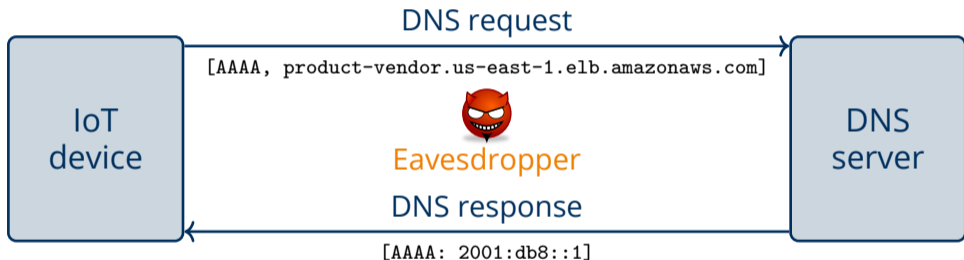 DNS request
[AAAA, product-vendor.us-east-1.elb.amazonaws.com]
IoT
device
Eavesdropper
DNS
server
DNS response
[AAAA: 2001:db8::1]